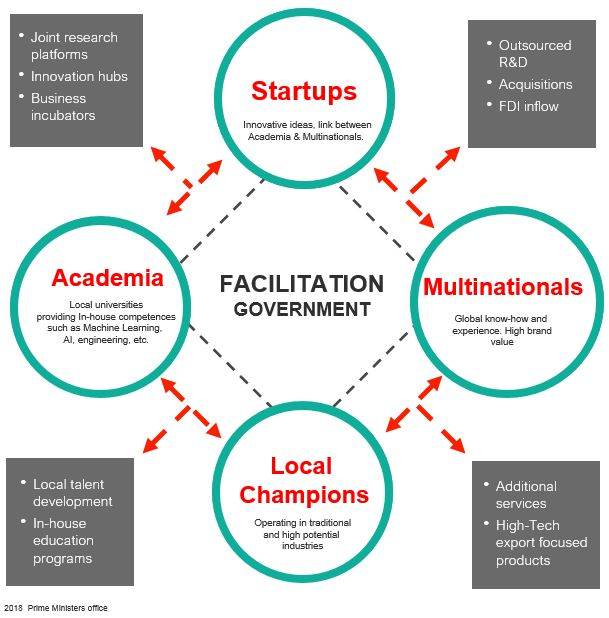 • Joint research
platforms
• Innovation hubs
• Business
incubators
Startups
Innovative ideas, link between
Academia & Multinationals.
• Outsourced
R&D
• Acquisitions
• FDI inflow
Academia
Local universities
providing In-house competences
such as Machine Learning,
AI, engineering, etc.
FACILITATION
GOVERNMENT
Multinationals
Global know-how and
experience. High brand
value
• Local talent
development
• In-house
education
programs
Local
Champions
Operating in traditional
and high potential
industries
• Additional
services
• High-Tech
export focused
products
2018 Prime Ministers office